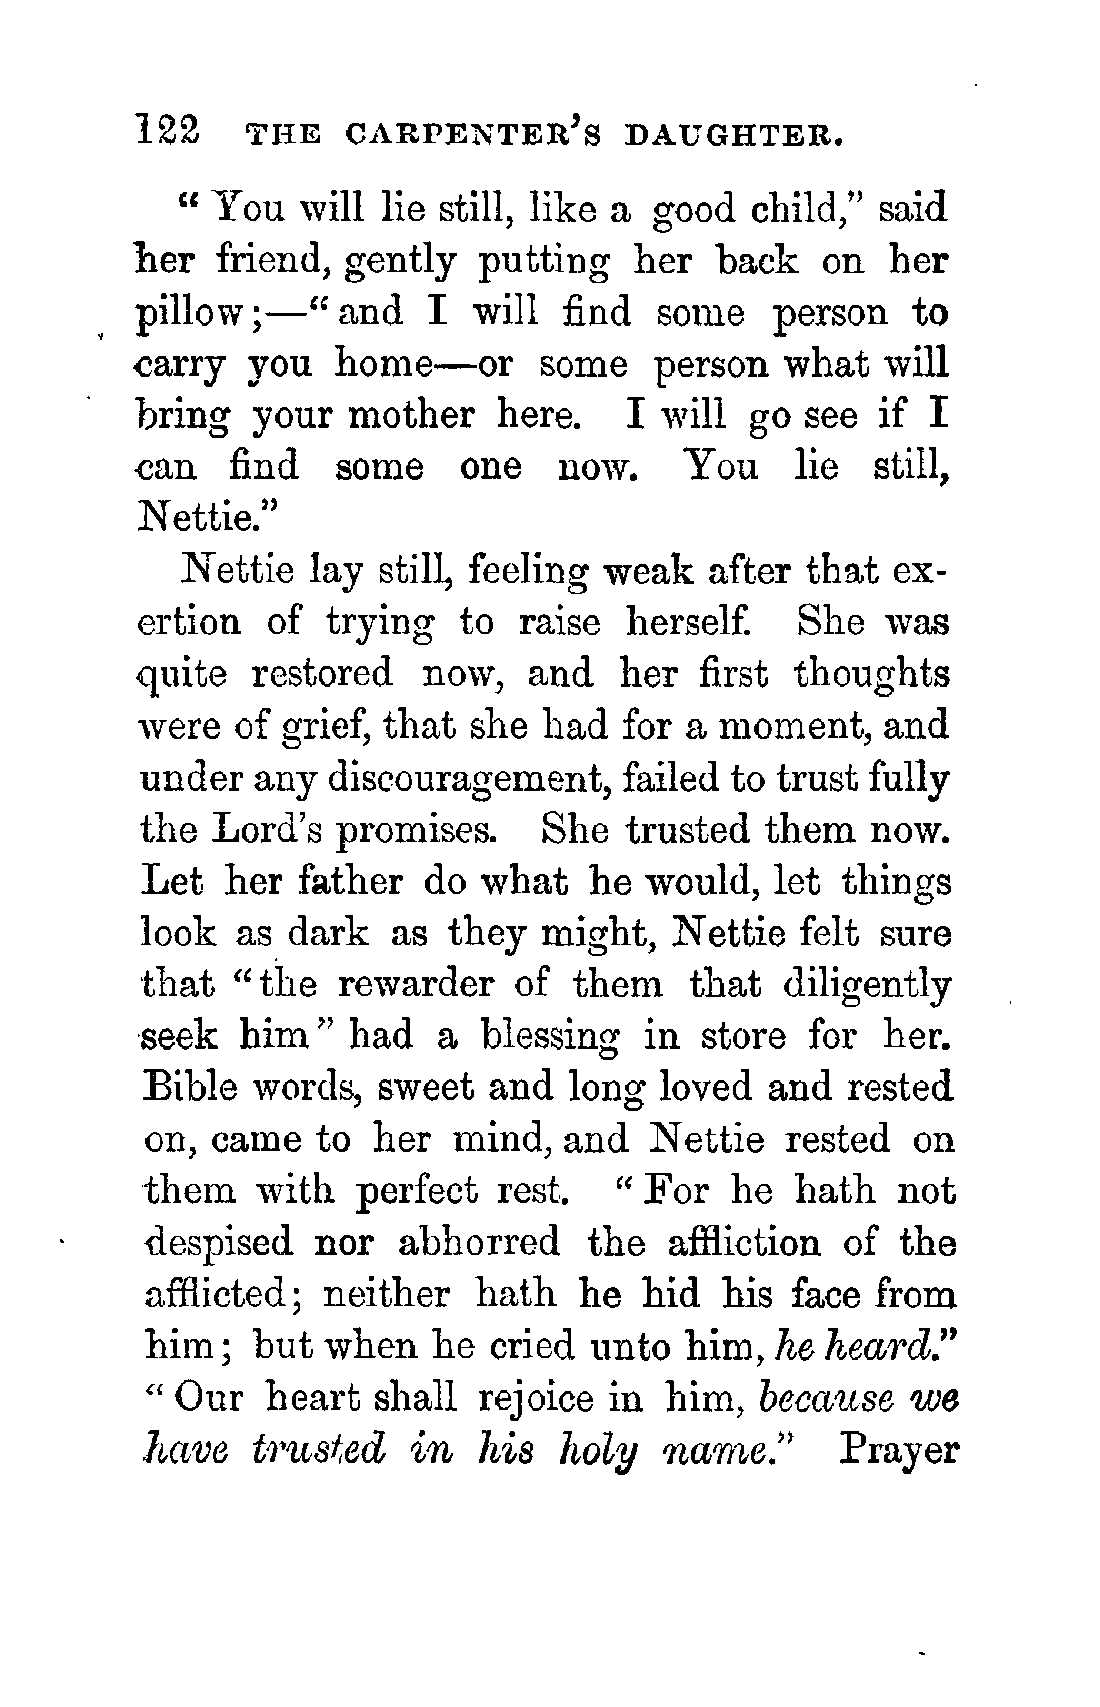 122 THE CARPENTER'S DAUGHTER.
" You will lie still, like a good child," said
her friend, gently putting her back on her
pillow;—" and I will find some person to
carry you home—or some person what will
bring your mother here. I will go see if I
can find some one now. You lie still,
Nettie."
Nettie lay still, feeling weak after that ex-
ertion of trying to raise herself. She was
quite restored now, and her first thoughts
were of grief, that she had for a moment, and
under any discouragement, failed to trust fully
the Lord's promises. She trusted them now.
Let her father do what he would, let things
look as dark as they might, Nettie felt sure
that "the rewarder of them that diligently
seek him" had a blessing in store for her.
Bible words, sweet and long loved and rested
on, came to her mind, and Nettie rested on
them with perfect rest. " For he hath not
despised nor abhorred the affliction of the
afflicted; neither hath he hid his face from
him; but when he cried unto him, he heard."
" Our heart shall rejoice in him, because we
have trusted in his holy name." Prayer